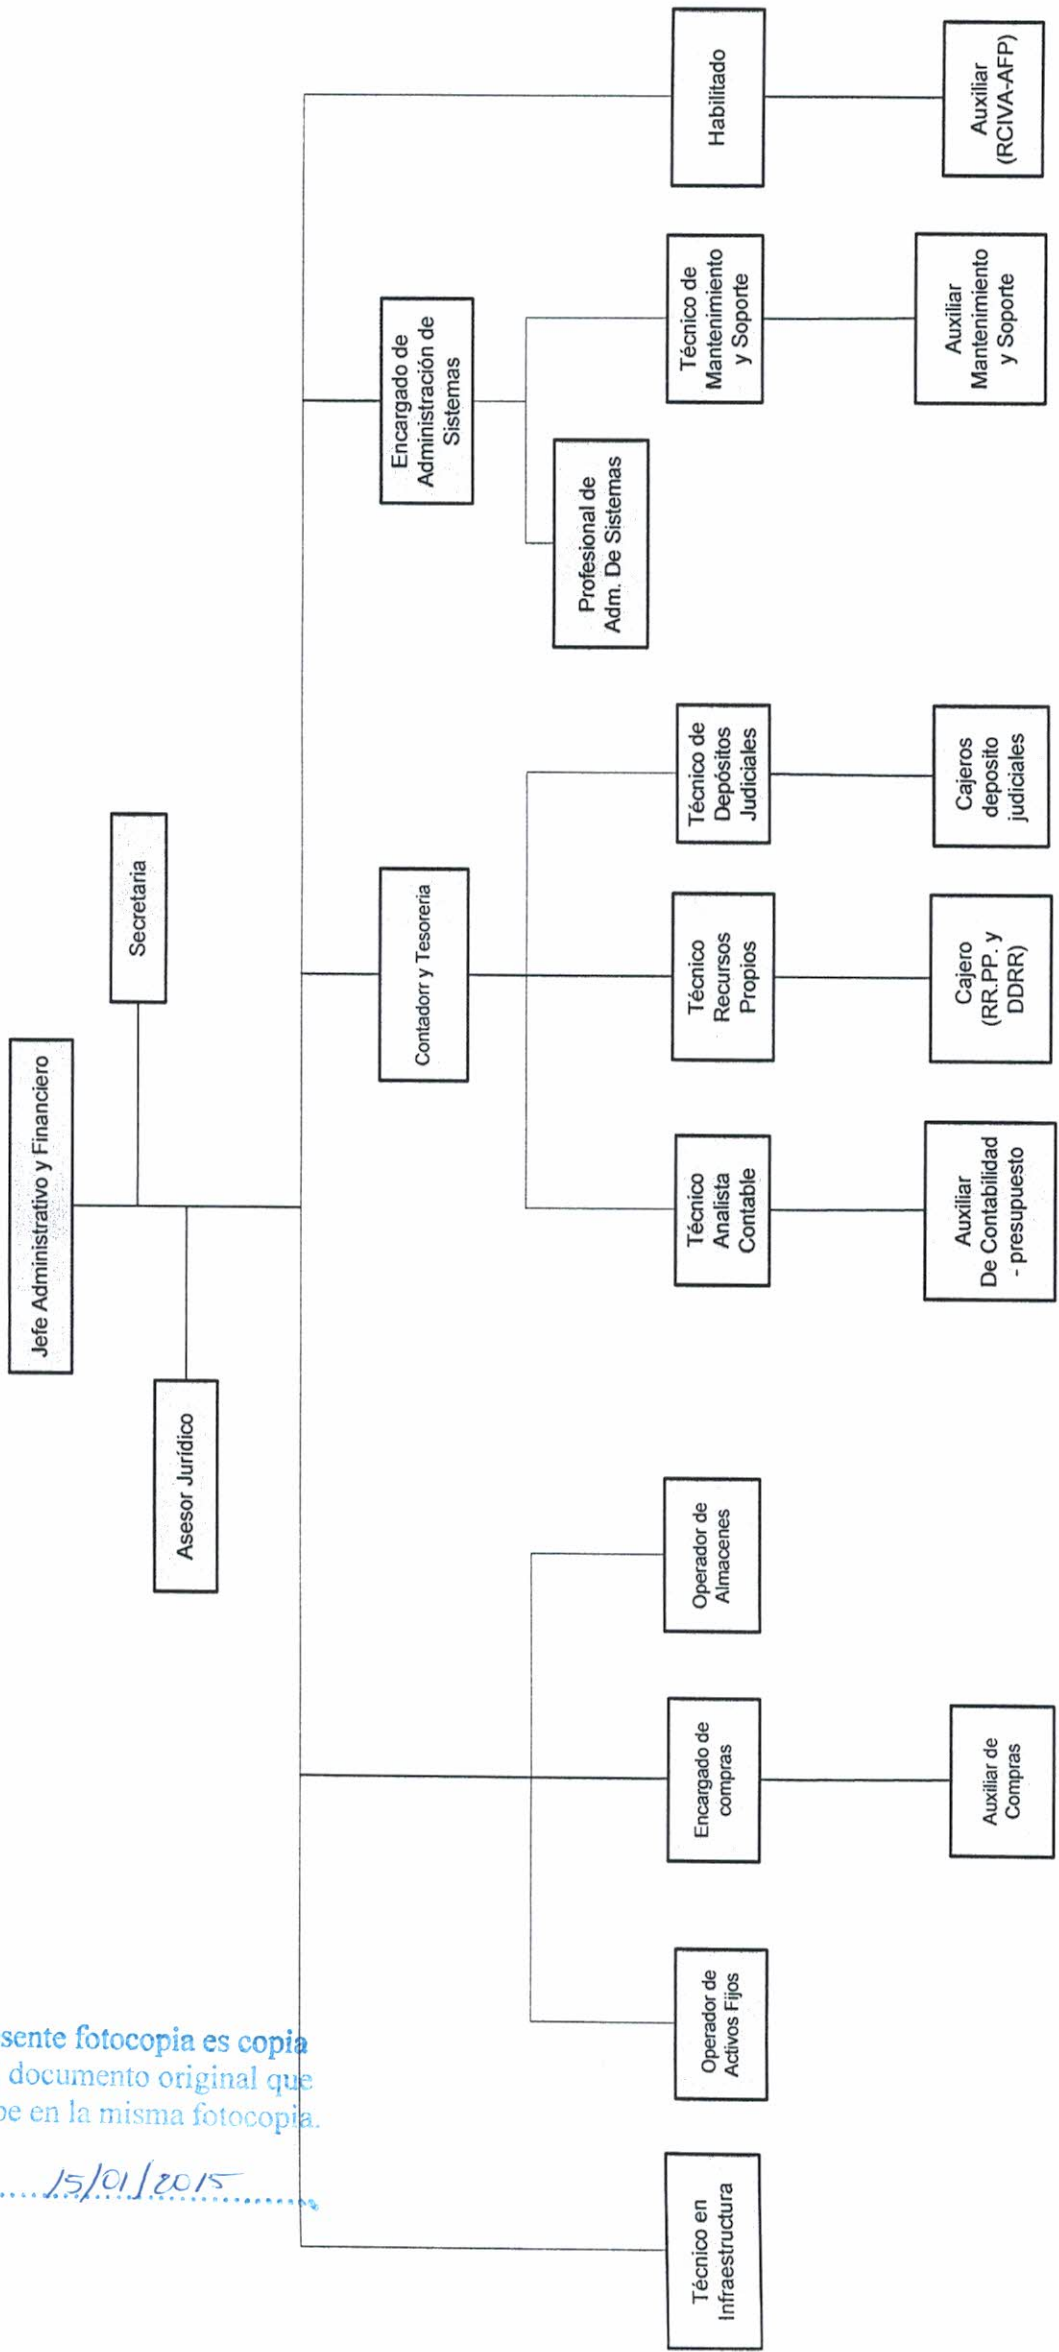 Jefe Administrativo y Financiero
Secretaria
Asesor Jurídico
Contadorr y Tesoreria
Encargado de
Administración de
Sistemas
Profesional de
Adm. De Sistemas
Técnico en
Infraestructura
Operador de
Activos Fijos
Encargado de
compras
Operador de
Almacenes
Técnico
Analista
Contable
Técnico
Recursos
Propios
Técnico de
Depósitos
Judiciales
Técnico de
Mantenimiento
y Soporte
Habilitado
Auxiliar de
Compras
Auxiliar
De Contabilidad
- presupuesto
Cajero
(RR.PP. y
DDRR)
Cajeros
deposito
judiciales
Auxiliar
Mantenimiento
y Soporte
Auxiliar
(RCIVA-AFP)
sente fotocopia es copia
documento original que
be en la misma fotocopia.
15/01/2015